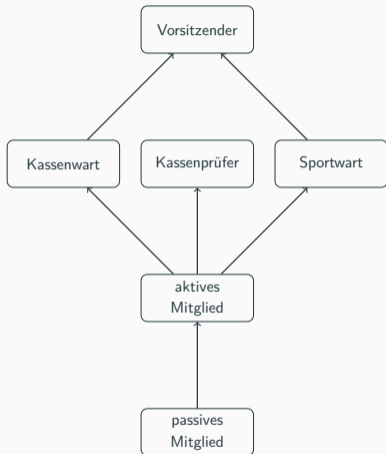 Vorsitzender
Kassenwart
Kassenprüfer
Sportwart
aktives
Mitglied
passives
Mitglied